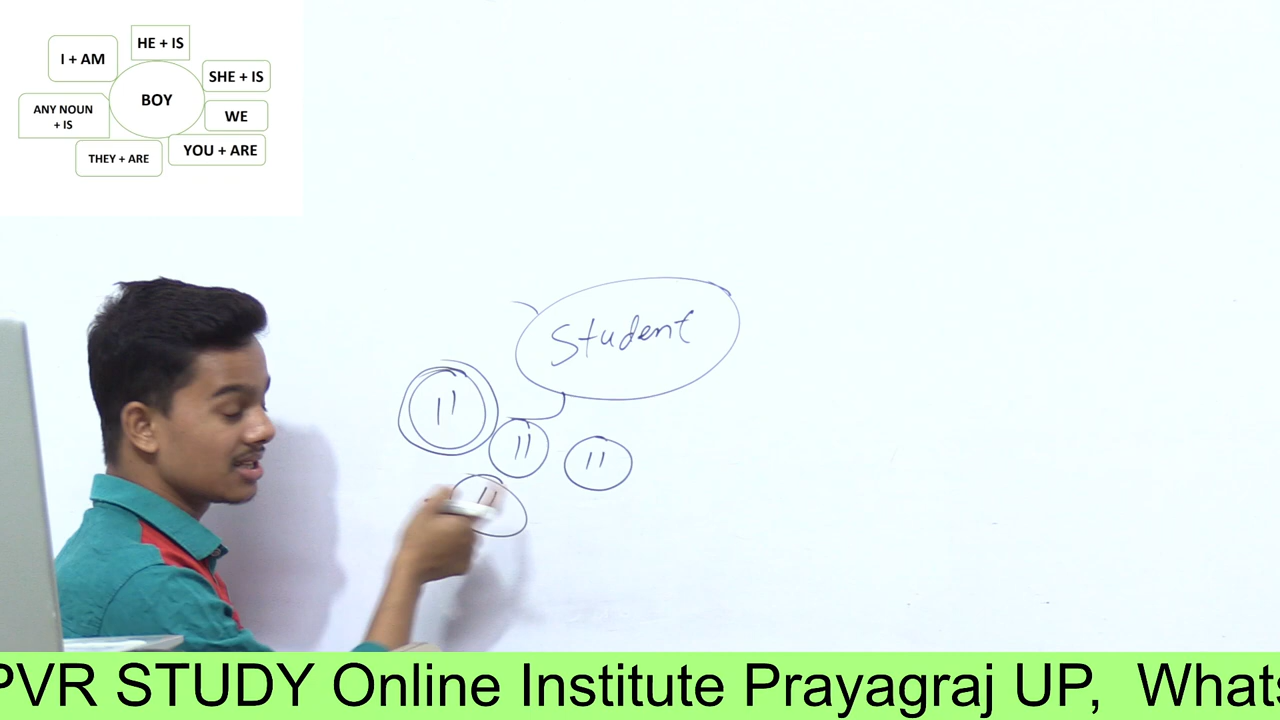 HE + IS
I + AM
SHE + IS
BOY
ANY NOUN
+ IS
WE
YOU + ARE
THEY + ARE
Student
"
"
"
"
PVR STUDY Online Institute Prayagraj UP,